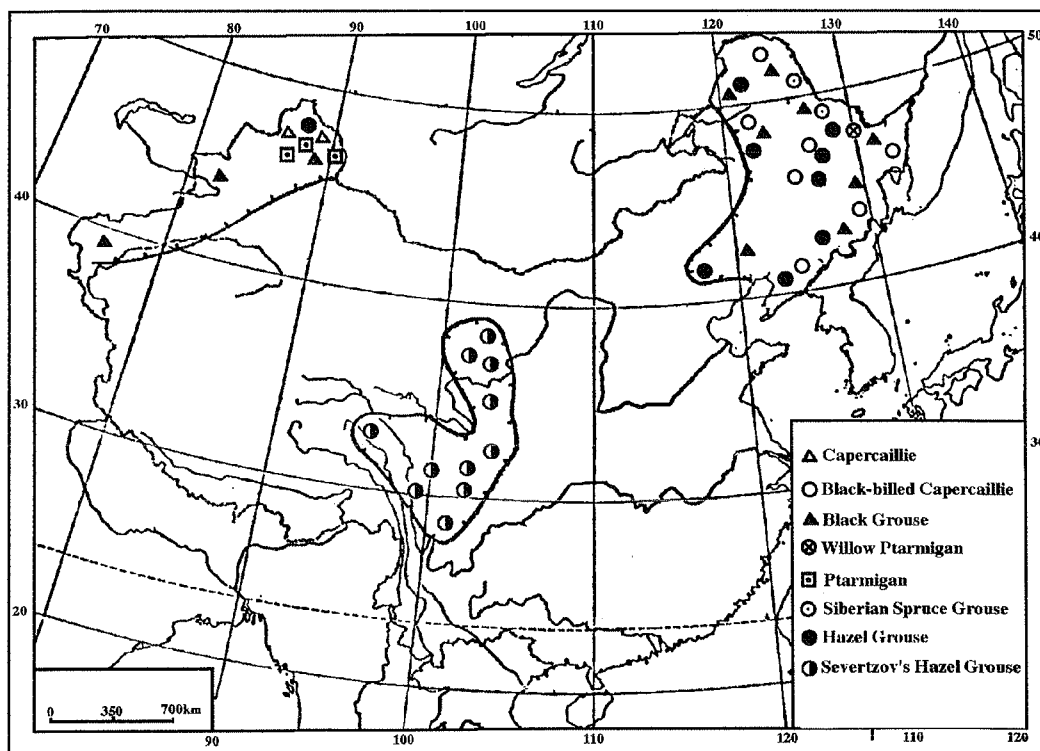 70 80 90 100 110 120 130 140 50
40
40
30
30
20
Capercaillie
Black-billed Capercaillie
Black Grouse
Willow Ptarmigan
Ptarmigan
Siberian Spruce Grouse
Hazel Grouse
Severtzov's Hazel Grouse
0 350 700km
90 100 110 120 110 120